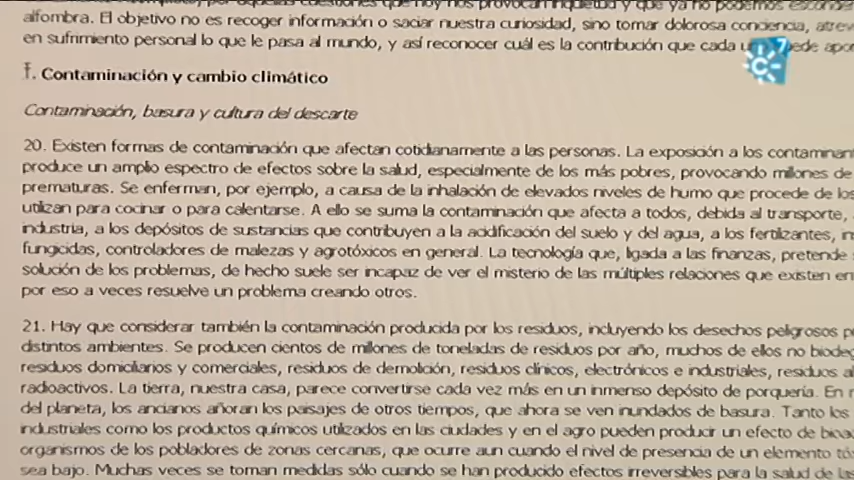 alfombra. El objetivo no es recoger información o saciar nuestra curiosidad, sino tomar dolorosa conciencia,
en sufrimiento personal lo que le pasa al mundo, y así reconocer cuál es la contribución que cada
I. Contaminación y cambio climático
Contaminación, basura y cultura del descarte
20. Existen formas de contaminación que afectan cotidianamente a las personas. La exposición a los
produce un amplio espectro de efectos sobre la salud, especialmente de los más pobres, provocando millones de
prematuras. Se enferman, por ejemplo, a causa de la inhalación de elevados niveles de humo que procede de los
utilizan para cocinar o para calentarse. A ello se suma la contaminación que afecta a todos, debida al transporte,
industria, a los depósitos de sustancias que contribuyen a la acidificación del suelo y del agua, a los fertilizantes,
fungicidas, controladores de malezas y agrotóxicos en general. La tecnología que, ligada a las finanzas, pretende
solución de los problemas, de hecho suele ser incapaz de ver el misterio de las múltiples relaciones que existen
por eso a veces resuelve un problema creando otros.
21. Hay que considerar también la contaminación producida por los residuos, incluyendo los desechos peligrosos
distintos ambientes. Se producen cientos de millones de toneladas de residuos por año, muchos de ellos no
residuos domiciliarios y comerciales, residuos de demolición, residuos clínicos, electrónicos e industriales, residuos
radioactivos. La tierra, nuestra casa, parece convertirse cada vez más en un inmenso depósito de porquería. En
del planeta, los ancianos añoran los paisajes de otros tiempos, que ahora se ven inundados de basura. Tanto los
industriales como los productos químicos utilizados en las ciudades y en el agro pueden producir un efecto de
organismos de los pobladores de zonas cercanas, que ocurre aun cuando el nivel de presencia de un elemento
sea bajo. Muchas veces se toman medidas sólo cuando se han producido efectos irreversibles para la salud de las